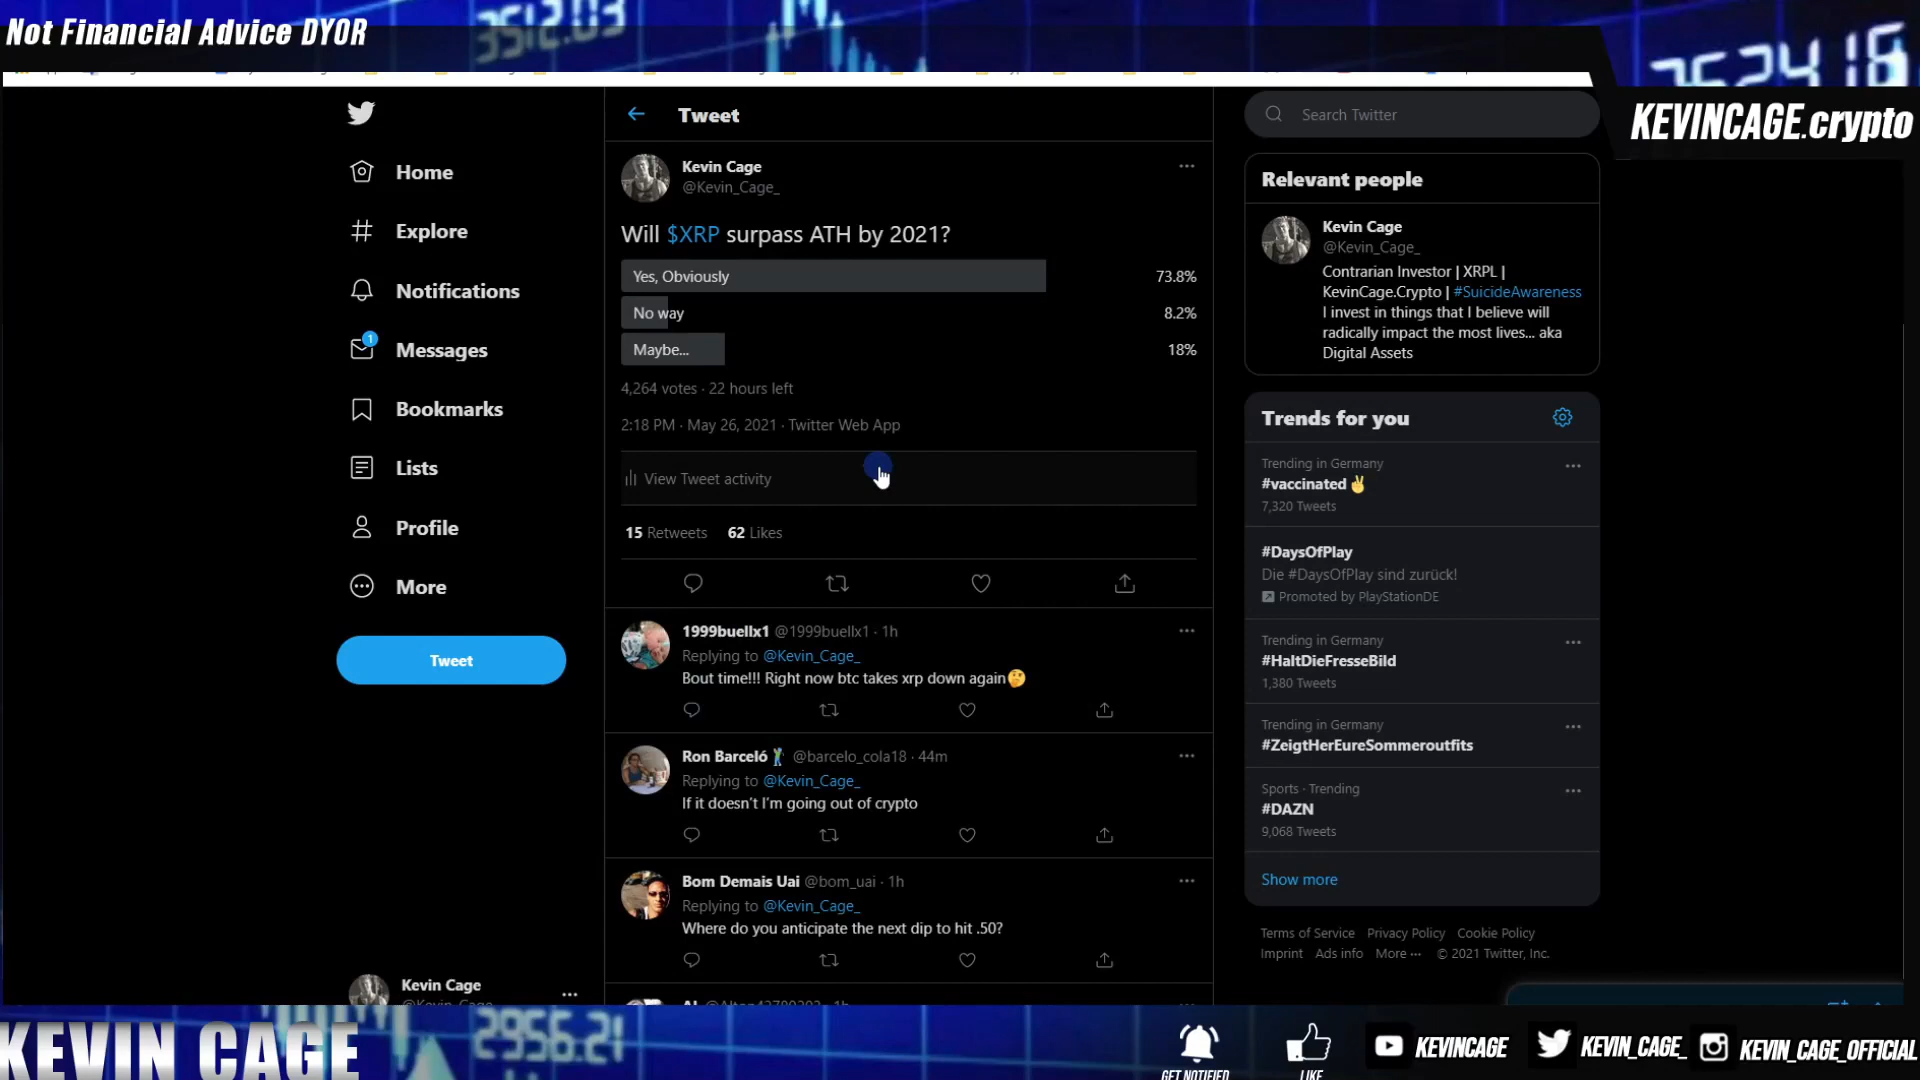 Not Financial Advice DYOR
3512.03
KEVINCAGE.crypto
Home
Explore
Notifications
1
Messages
Bookmarks
Lists
Profile
More
Tweet
Kevin Cage
Tweet
Kevin Cage
@Kevin_Cage_
Will $XRP surpass ATH by 2021?
Yes, Obviously 73.8%
No way 8.2%
Maybe... 18%
4,264 votes · 22 hours left
2:18 PM · May 26, 2021 · Twitter Web App
View Tweet activity
15 Retweets 62 Likes
1999buellx1 @1999buellx1 · 1h
Replying to @Kevin_Cage_
Bout time!!! Right now btc takes xrp down again🤔
Ron Barceló @barcelo_cola18 · 44m
Replying to @Kevin_Cage_
If it doesn't I'm going out of crypto
Bom Demais Uai @bom_uai · 1h
Replying to @Kevin_Cage_
Where do you anticipate the next dip to hit .50?
Search Twitter
Relevant people
Kevin Cage
@Kevin_Cage_
Contrarian Investor | XRPL |
KevinCage.Crypto | #SuicideAwareness
I invest in things that I believe will
radically impact the most lives... aka
Digital Assets
Trends for you
Trending in Germany
#vaccinated✌
7,320 Tweets
#DaysOfPlay
Die #DaysOfPlay sind zurück!
Promoted by PlayStationDE
Trending in Germany
#HaltDieFresseBild
1,380 Tweets
Trending in Germany
#ZeigtHerEureSommeroutfits
Sports · Trending
#DAZN
9,068 Tweets
Show more
Terms of Service Privacy Policy Cookie Policy
Imprint Ads info More ··· © 2021 Twitter, Inc.
KEVIN CAGE
2956.21
GET NOTIFIED
LIKE
KEVINCAGE
KEVIN_CAGE_
KEVIN_CAGE_OFFICIAL